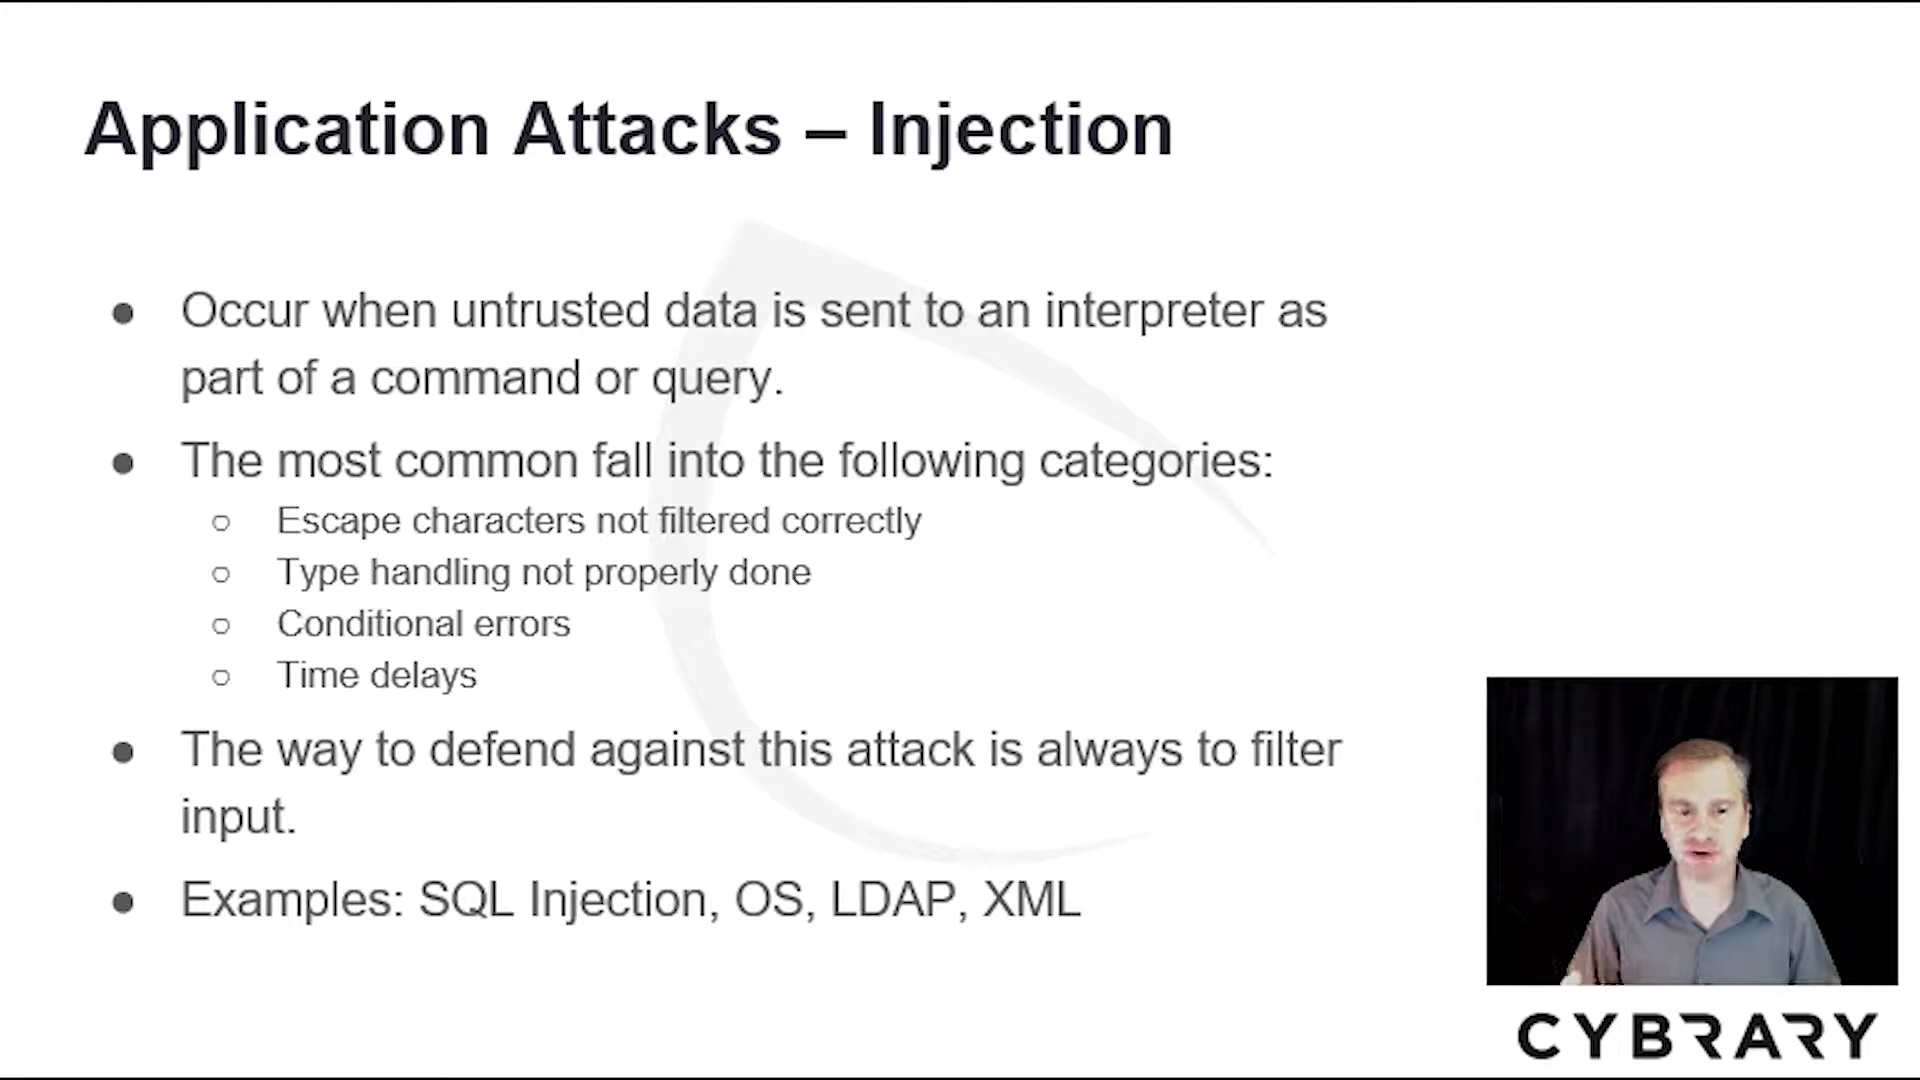 Application Attacks – Injection
● Occur when untrusted data is sent to an interpreter as
part of a command or query.
● The most common fall into the following categories:
○ Escape characters not filtered correctly
○ Type handling not properly done
○ Conditional errors
○ Time delays
● The way to defend against this attack is always to filter
input.
● Examples: SQL Injection, OS, LDAP, XML
CYBRARY